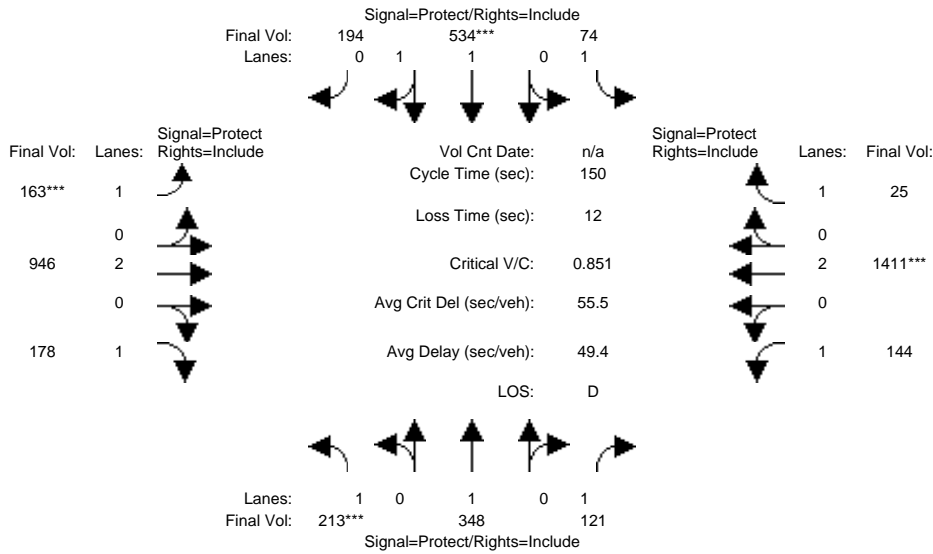 Signal=Protect/Rights=Include
Final Vol: 194 534*** 74
Lanes: 0 1 1 0 1
Signal=Protect
Final Vol: Lanes: Rights=Include
Vol Cnt Date: n/a
Signal=Protect
Rights=Include Lanes: Final Vol:
Cycle Time (sec): 150
163*** 1
1 25
Loss Time (sec): 12
0
0
946 2
Critical V/C: 0.851
2 1411***
0
Avg Crit Del (sec/veh): 55.5
0
178 1
Avg Delay (sec/veh): 49.4
1 144
LOS: D
Lanes: 1 0 1 0 1
Final Vol: 213*** 348 121
Signal=Protect/Rights=Include